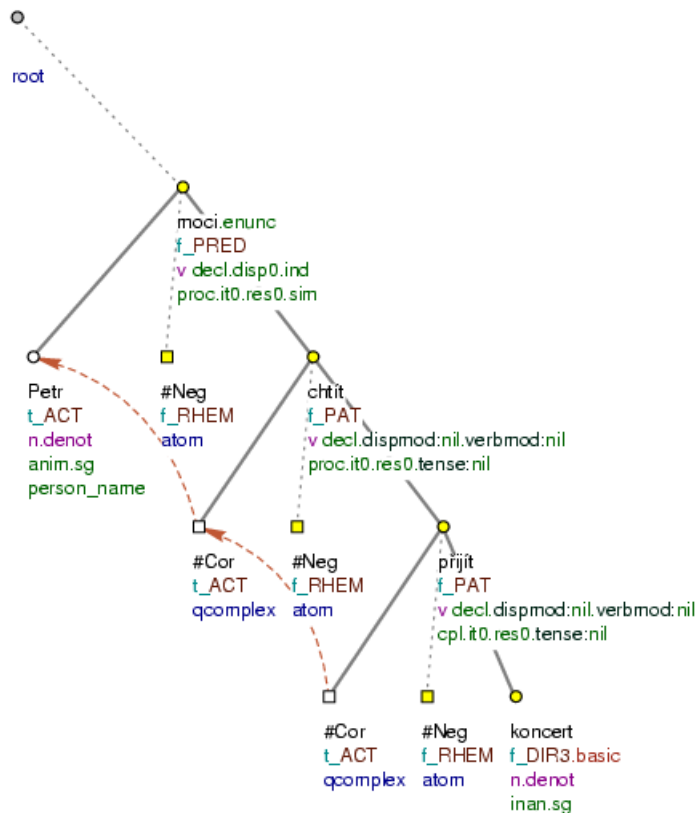 root
moci.enunc
f_PRED
v decl.disp0.ind
proc.it0.res0.sim
Petr
t_ACT
n.denot
anim.sg
person_name
#Neg
f_RHEM
atom
chtít
f_PAT
v decl.dispmod:nil.verbmod:nil
proc.it0.res0.tense:nil
#Cor
t_ACT
qcomplex
#Neg
f_RHEM
atom
přijít
f_PAT
v decl.dispmod:nil.verbmod:nil
cpl.it0.res0.tense:nil
#Cor
t_ACT
qcomplex
#Neg
f_RHEM
atom
koncert
f_DIR3.basic
n.denot
inan.sg